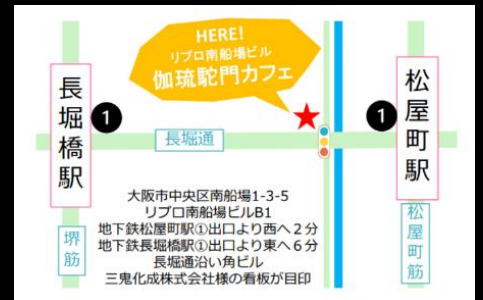 HERE!
リプロ南船場ビル
伽琉駝門カフェ
長堀橋駅
1
長堀通
1
松屋町駅
堺筋
松屋町筋
大阪市中央区南船場1-3-5
リプロ南船場ビルB1
地下鉄松屋町駅①出口より西へ2分
地下鉄長堀橋駅①出口より東へ6分
長堀通沿い角ビル
三鬼化成株式会社様の看板が目印